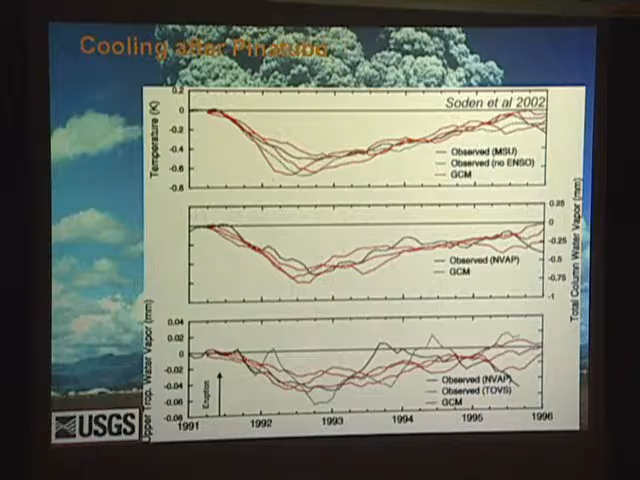 Cooling after Pinatubo
Soden et al 2002
Temperature (K)
0.2
0
-0.2
-0.4
-0.6
-0.8
Observed (MSU)
Observed (no ENSO)
GCM
Total Column Water Vapor (mm)
0.25
0
-0.25
-0.5
-0.75
-1
Observed (NVAP)
GCM
Upper Trop. Water Vapor (mm)
0.04
0.02
0
-0.02
-0.04
-0.06
-0.08
Eruption
Observed (NVAP)
Observed (TOVS)
GCM
1991 1992 1993 1994 1995 1996
USGS